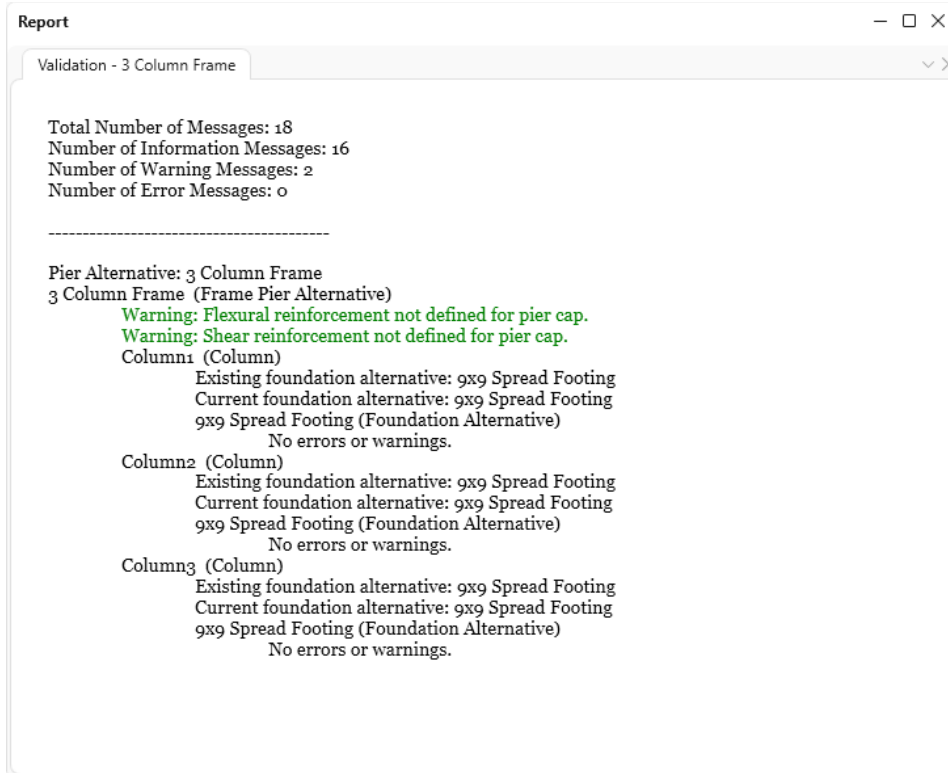 Report
Validation - 3 Column Frame
Total Number of Messages: 18
Number of Information Messages: 16
Number of Warning Messages: 2
Number of Error Messages: 0
-----------------------------------------
Pier Alternative: 3 Column Frame
3 Column Frame (Frame Pier Alternative)
Warning: Flexural reinforcement not defined for pier cap.
Warning: Shear reinforcement not defined for pier cap.
Column1 (Column)
Existing foundation alternative: 9x9 Spread Footing
Current foundation alternative: 9x9 Spread Footing
9x9 Spread Footing (Foundation Alternative)
No errors or warnings.
Column2 (Column)
Existing foundation alternative: 9x9 Spread Footing
Current foundation alternative: 9x9 Spread Footing
9x9 Spread Footing (Foundation Alternative)
No errors or warnings.
Column3 (Column)
Existing foundation alternative: 9x9 Spread Footing
Current foundation alternative: 9x9 Spread Footing
9x9 Spread Footing (Foundation Alternative)
No errors or warnings.